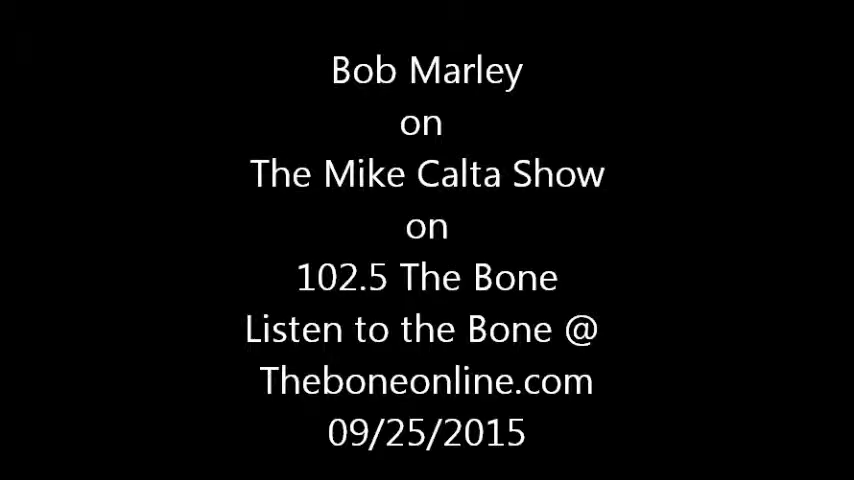 Bob Marley
on
The Mike Calta Show
on
102.5 The Bone
Listen to the Bone @
Theboneonline.com
09/25/2015